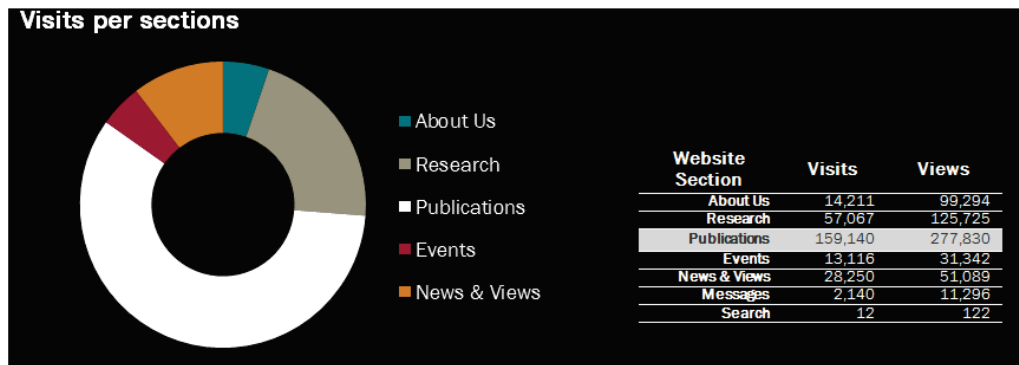 Visits per sections
About Us
Research
Publications
Events
News & Views
Website Section Visits Views
About Us 14,211 99,294
Research 57,067 125,725
Publications 159,140 277,830
Events 13,116 31,342
News & Views 28,250 51,089
Messages 2,140 11,296
Search 12 122